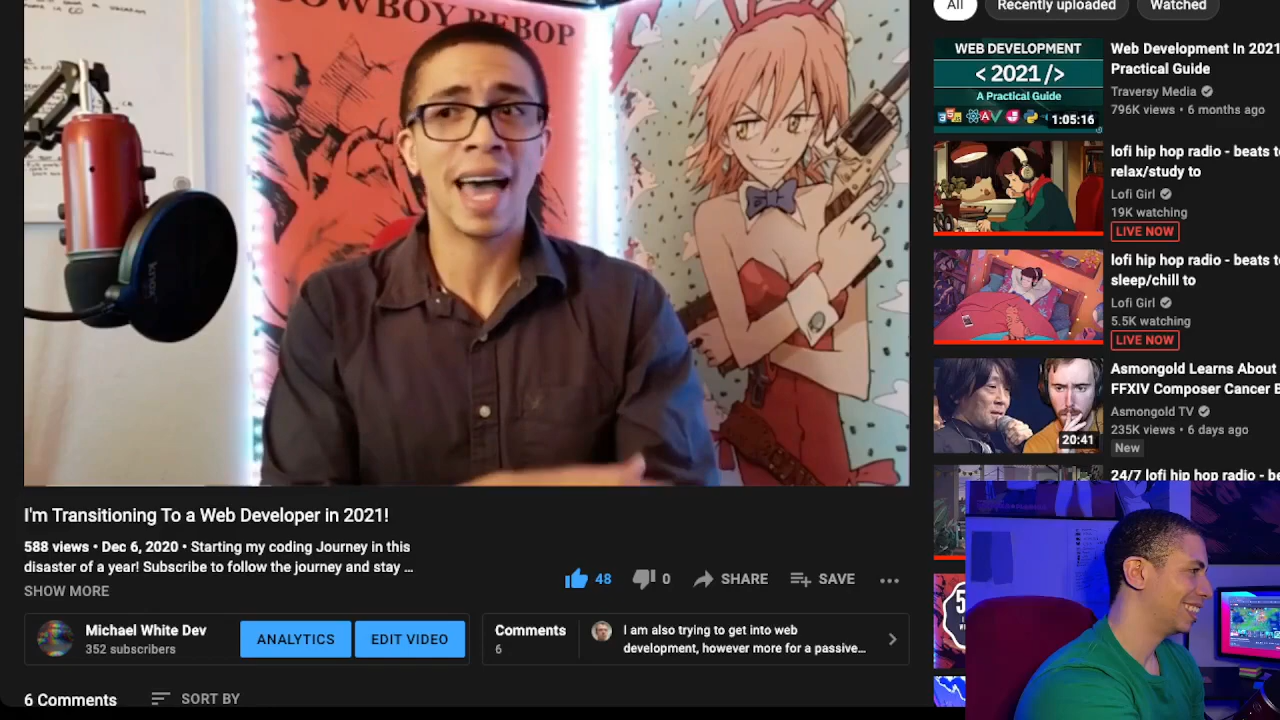 COWBOY BEBOP
knox
I'm Transitioning To a Web Developer in 2021!
588 views • Dec 6, 2020 • Starting my coding Journey in this
disaster of a year! Subscribe to follow the journey and stay ...
SHOW MORE
48
0
SHARE
SAVE
Michael White Dev
352 subscribers
ANALYTICS
EDIT VIDEO
Comments
6
I am also trying to get into web
development, however more for a passive...
6 Comments
SORT BY
All
Recently uploaded
Watched
WEB DEVELOPMENT
< 2021 />
A Practical Guide
1:05:16
Web Development In 2021
Practical Guide
Traversy Media
796K views • 6 months ago
lofi hip hop radio - beats to
relax/study to
Lofi Girl
19K watching
LIVE NOW
lofi hip hop radio - beats to
sleep/chill to
Lofi Girl
5.5K watching
LIVE NOW
20:41
Asmongold Learns About
FFXIV Composer Cancer B
Asmongold TV
235K views • 6 days ago
New
24/7 lofi hip hop radio - be